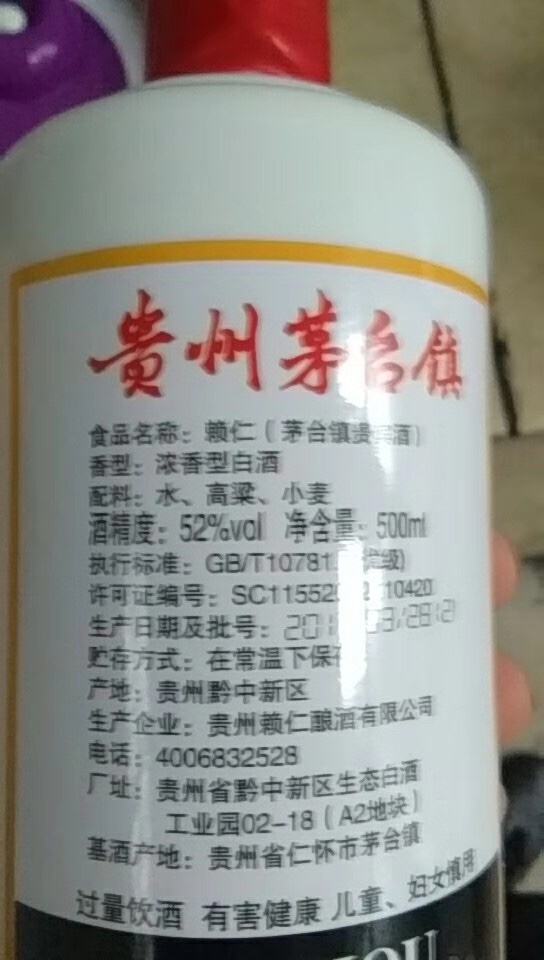 贵州茅台镇
食品名称：赖仁（茅台镇贵宾酒）
香型：浓香型白酒
配料：水、高粱、小麦
酒精度：52%vol 净含量：500ml
执行标准：GB/T10781. 优级)
许可证编号：SC11552 10420
生产日期及批号：
贮存方式：在常温下保存
产地：贵州黔中新区
生产企业：贵州赖仁酿酒有限公司
电话：4006832528
厂址：贵州省黔中新区生态白酒
工业园02-18（A2地块）
基酒产地：贵州省仁怀市茅台镇
过量饮酒 有害健康 儿童、妇女慎用